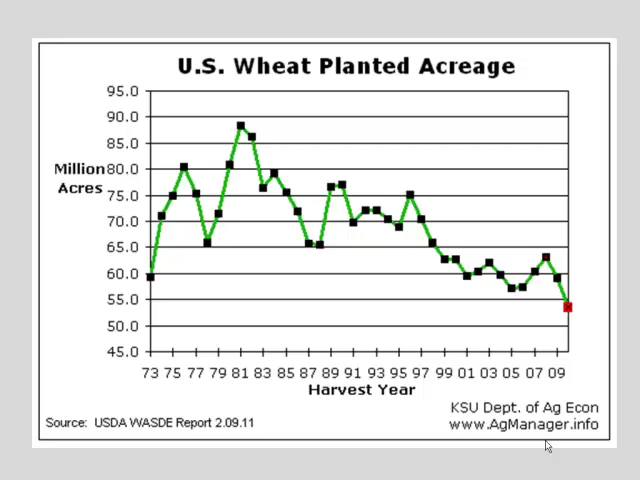 U.S. Wheat Planted Acreage
95.0
90.0
85.0
Million
Acres
80.0
75.0
70.0
65.0
60.0
55.0
50.0
45.0
73 75 77 79 81 83 85 87 89 91 93 95 97 99 01 03 05 07 09
Harvest Year
KSU Dept. of Ag Econ
Source: USDA WASDE Report 2.09.11
www.AgManager.info